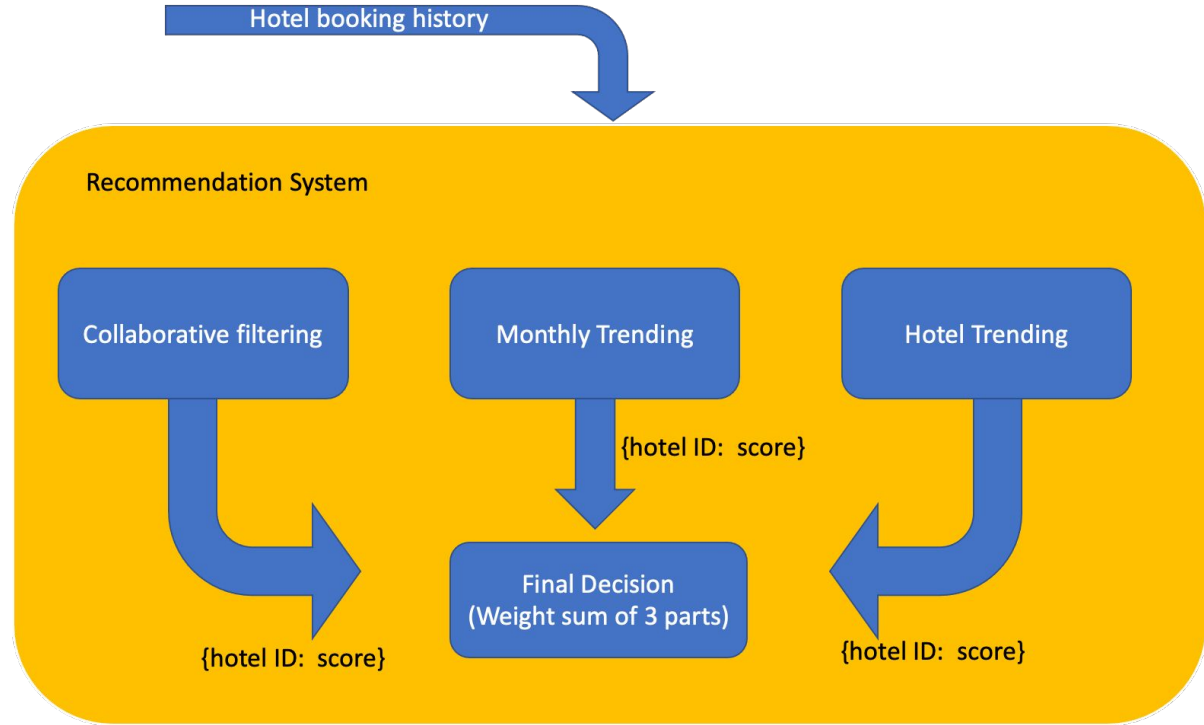 Hotel booking history
Recommendation System
Collaborative filtering
Monthly Trending
Hotel Trending
{hotel ID:  score}
Final Decision
(Weight sum of 3 parts)
{hotel ID:  score}
{hotel ID:  score}